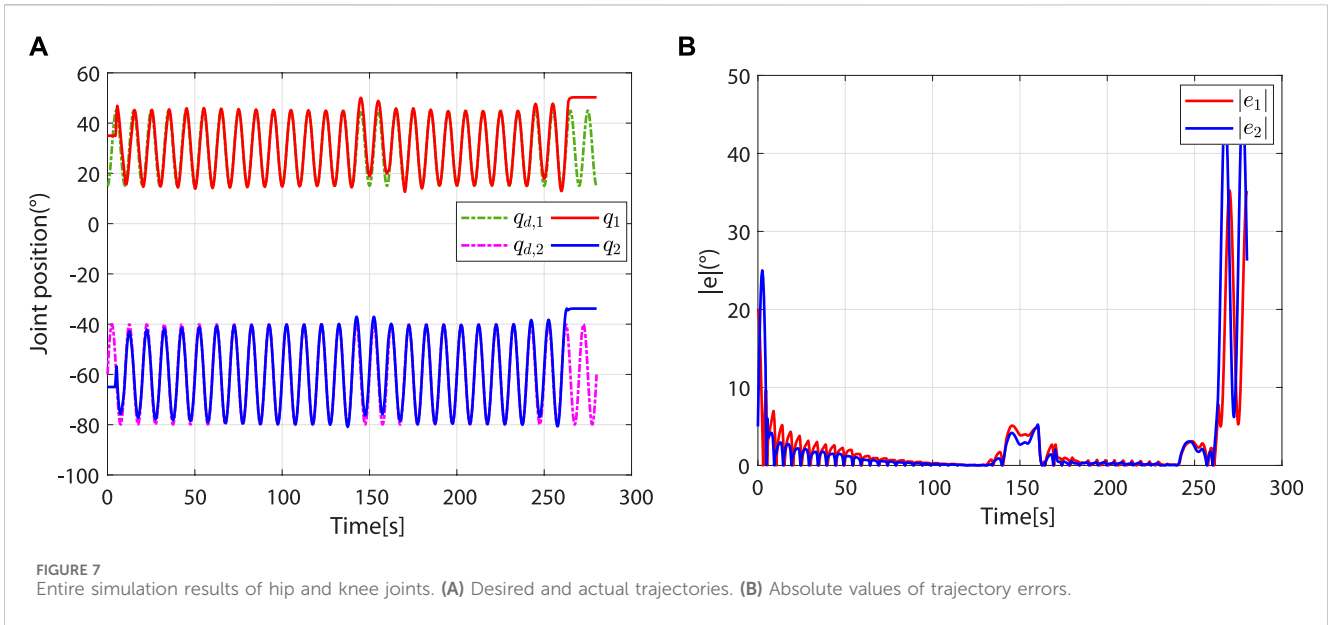 A
60
40
20
0
-20
-40
-60
-80
-100
Joint position(°)
q_{d,1} q_1
q_{d,2} q_2
0 50 100 150 200 250 300
Time[s]
B
50
40
30
20
10
0
|e|(°)
|e_1|
|e_2|
0 50 100 150 200 250 300
Time[s]
FIGURE 7
Entire simulation results of hip and knee joints. (A) Desired and actual trajectories. (B) Absolute values of trajectory errors.